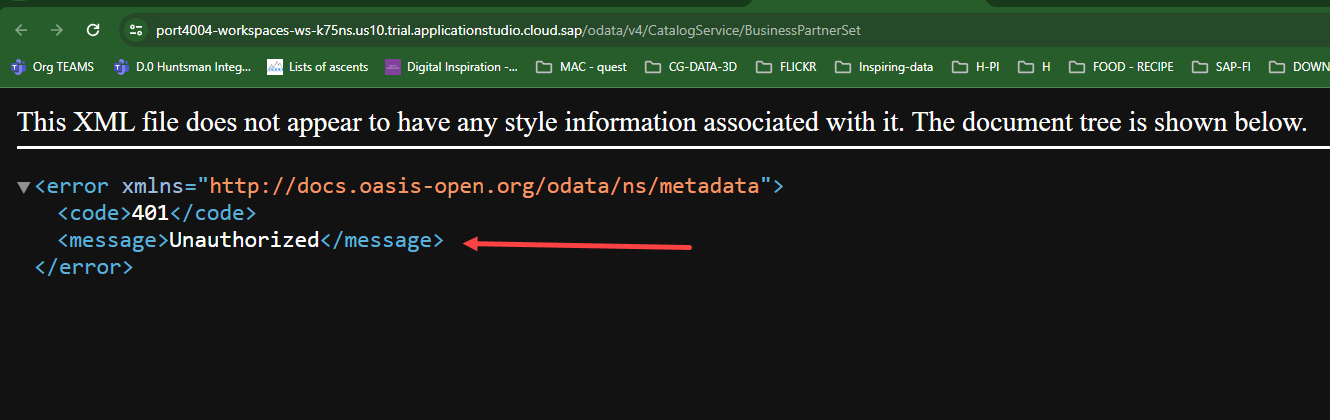 port4004-workspaces-ws-k75ns.us10.trial.applicationstudio.cloud.sap/odata/v4/CatalogService/BusinessPartnerSet
Org TEAMS D.0 Huntsman Integ... Lists of ascents Digital Inspiration -... MAC - quest CG-DATA-3D FLICKR Inspiring-data H-PI H FOOD - RECIPE SAP-FI DOWN
This XML file does not appear to have any style information associated with it. The document tree is shown below.
▼<error xmlns="http://docs.oasis-open.org/odata/ns/metadata">
<code>401</code>
<message>Unauthorized</message>
</error>